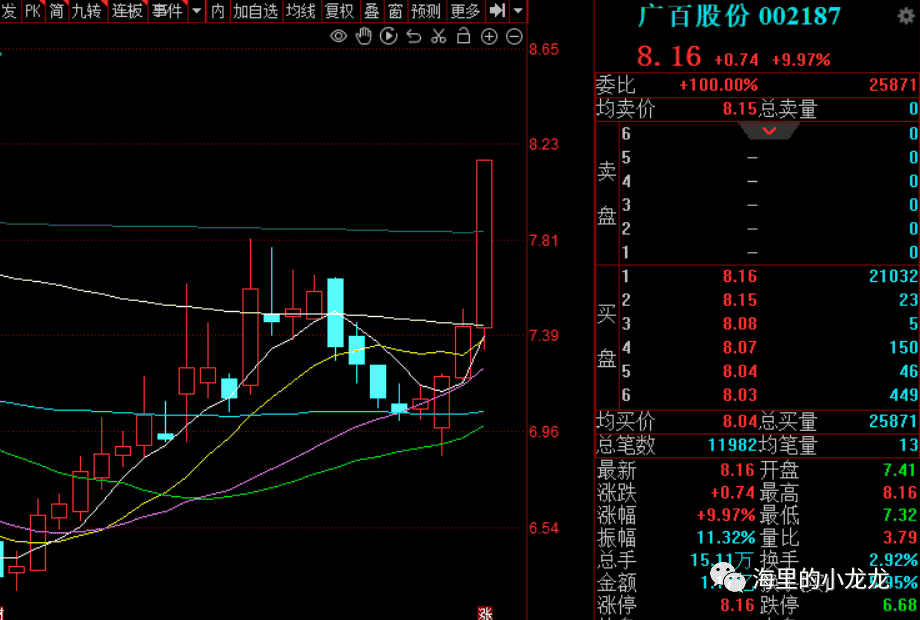 发 PK 简 九转 连板 事件 内 加自选 均线 复权 叠 窗 预测 更多
8.65
8.23
7.81
7.39
6.96
6.54
涨
广百股份 002187
8.16 +0.74 +9.97%
委比 +100.00% 25871
均卖价 8.15 总卖量 0
卖盘
6 0
5 — 0
4 — 0
3 — 0
2 — 0
1 — 0
买盘
1 8.16 21032
2 8.15 23
3 8.08 5
4 8.07 150
5 8.04 46
6 8.03 449
均买价 8.04 总买量 25871
总笔数 11982 均笔量 13
最新 8.16 开盘 7.41
涨跌 +0.74 最高 8.16
涨幅 +9.97% 最低 7.32
振幅 11.32% 量比 3.79
总手 15.11万 换手 2.92%
金额
海里的小龙龙
涨停 8.16 跌停 6.68